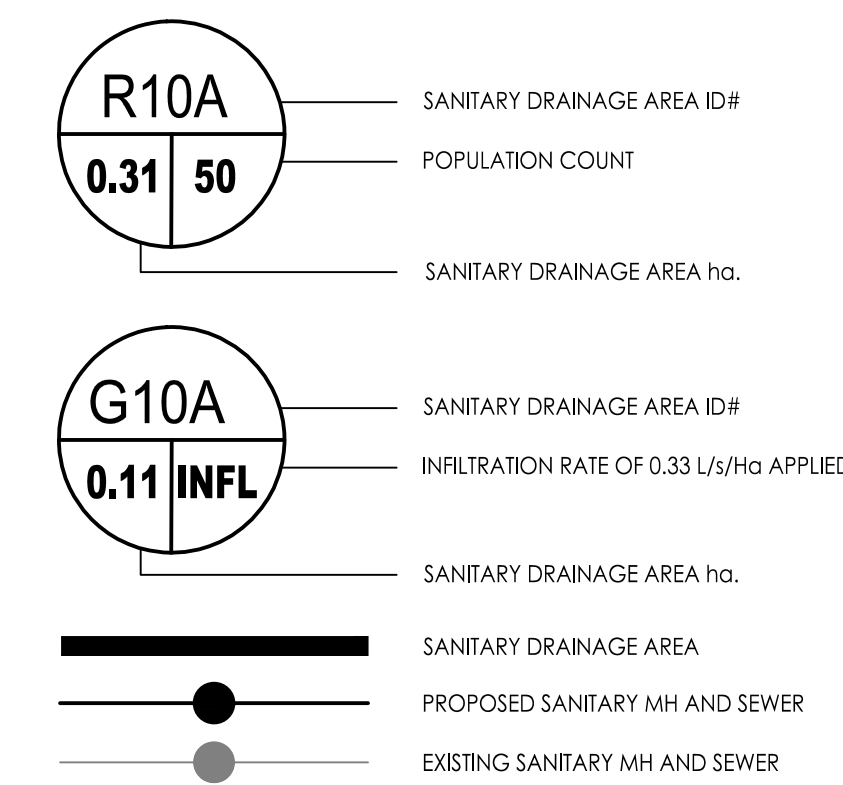 R10A
0.31 50
SANITARY DRAINAGE AREA ID#
POPULATION COUNT
SANITARY DRAINAGE AREA ha.
G10A
0.11 INFL
SANITARY DRAINAGE AREA ID#
INFILTRATION RATE OF 0.33 L/s/Ha APPLIED
SANITARY DRAINAGE AREA ha.
SANITARY DRAINAGE AREA
PROPOSED SANITARY MH AND SEWER
EXISTING SANITARY MH AND SEWER